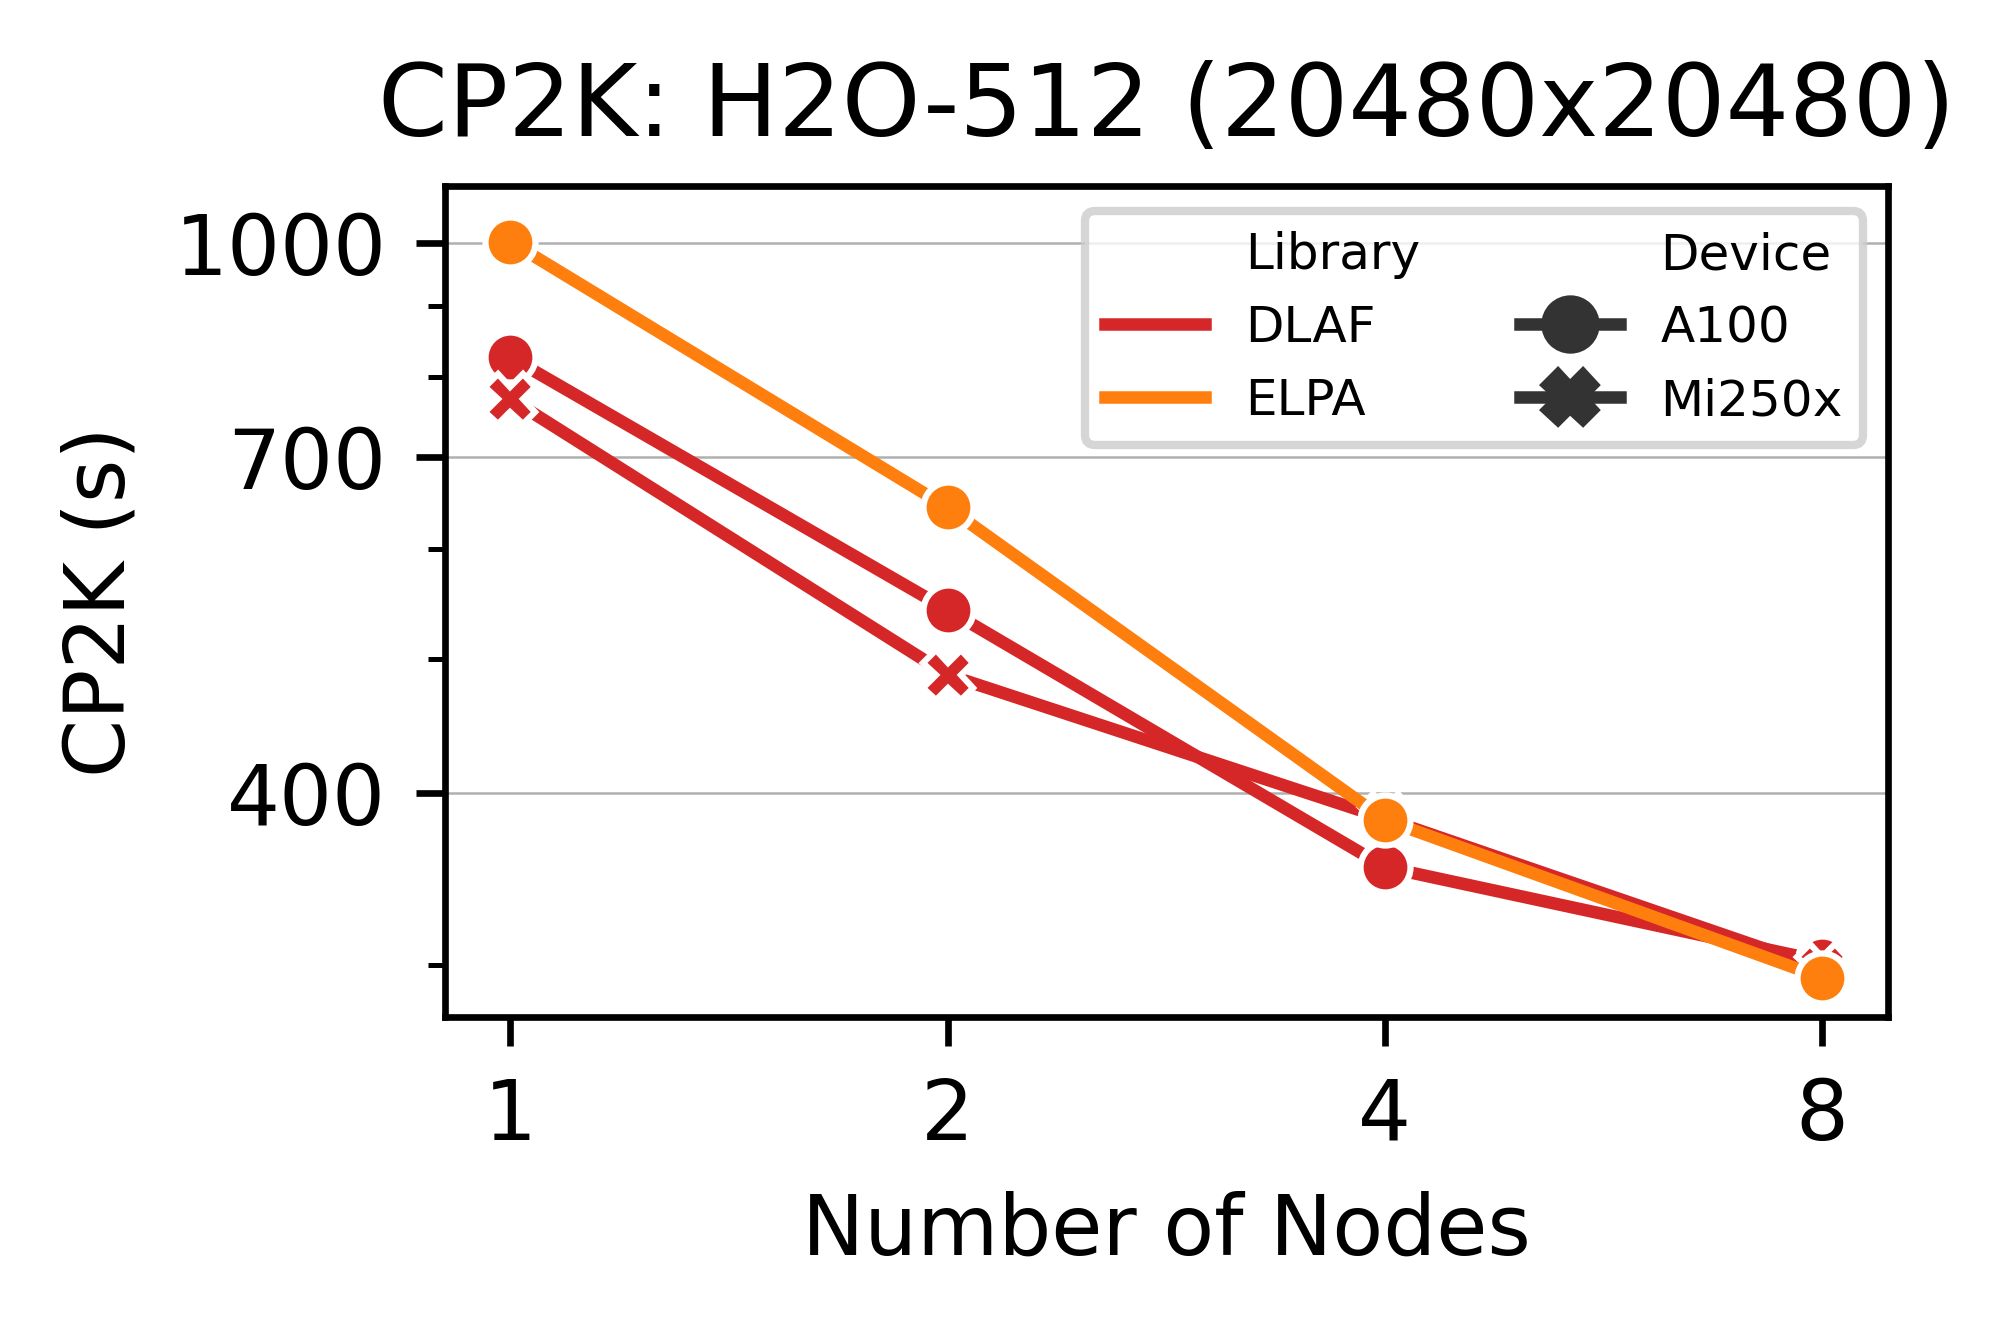 CP2K: H2O-512 (20480x20480)
Library
DLAF
ELPA
Device
A100
Mi250x
CP2K (s)
1000
700
400
1 2 4 8
Number of Nodes